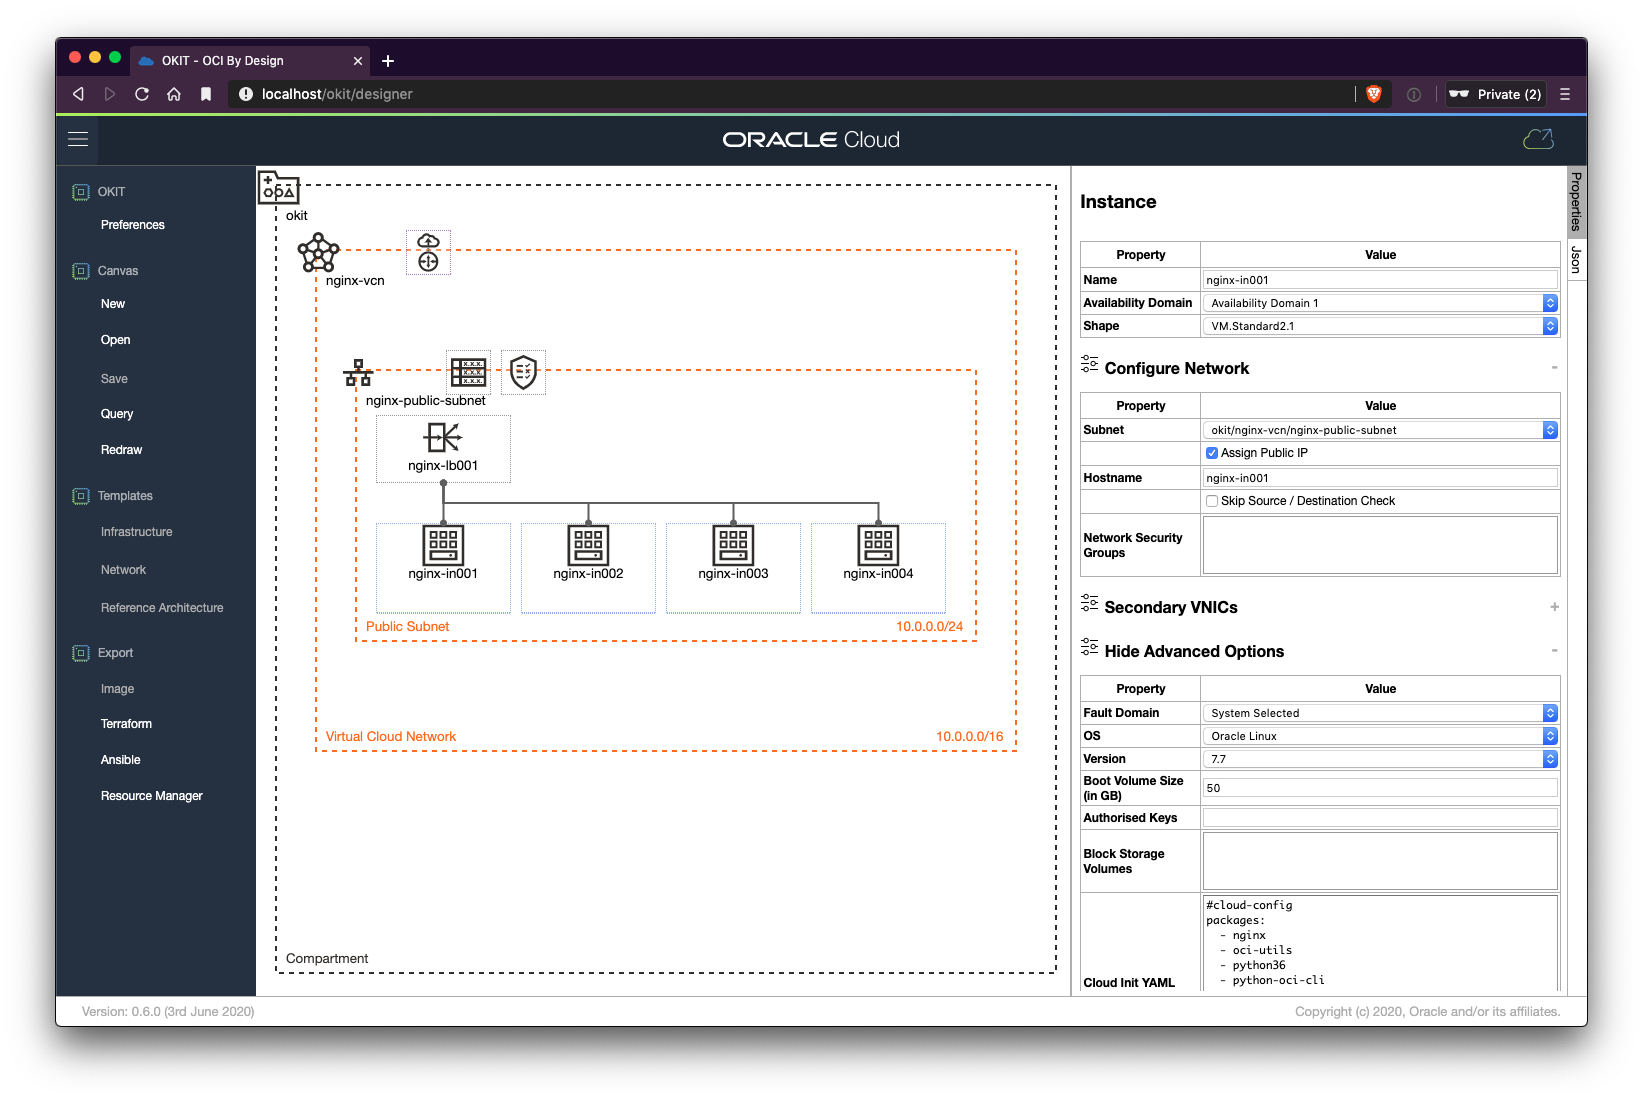 OKIT - OCI By Design
localhost/okit/designer
Private (2)
ORACLE Cloud
OKIT
Preferences
Canvas
New
Open
Save
Query
Redraw
Templates
Infrastructure
Network
Reference Architecture
Export
Image
Terraform
Ansible
Resource Manager
okit
nginx-vcn
nginx-public-subnet
nginx-lb001
nginx-in001 nginx-in002 nginx-in003 nginx-in004
Public Subnet 10.0.0.0/24
Virtual Cloud Network 10.0.0.0/16
Compartment
Instance
Property Value
Name nginx-in001
Availability Domain Availability Domain 1
Shape VM.Standard2.1
Configure Network -
Property Value
Subnet okit/nginx-vcn/nginx-public-subnet
Assign Public IP
Hostname nginx-in001
Skip Source / Destination Check
Network Security
Groups
Secondary VNICs +
Hide Advanced Options -
Property Value
Fault Domain System Selected
OS Oracle Linux
Version 7.7
Boot Volume Size
(in GB) 50
Authorised Keys
Block Storage
Volumes
Cloud Init YAML
#cloud-config
packages:
- nginx
- oci-utils
- python36
- python-oci-cli
Properties
Json
Version: 0.6.0 (3rd June 2020)
Copyright (c) 2020, Oracle and/or its affiliates.